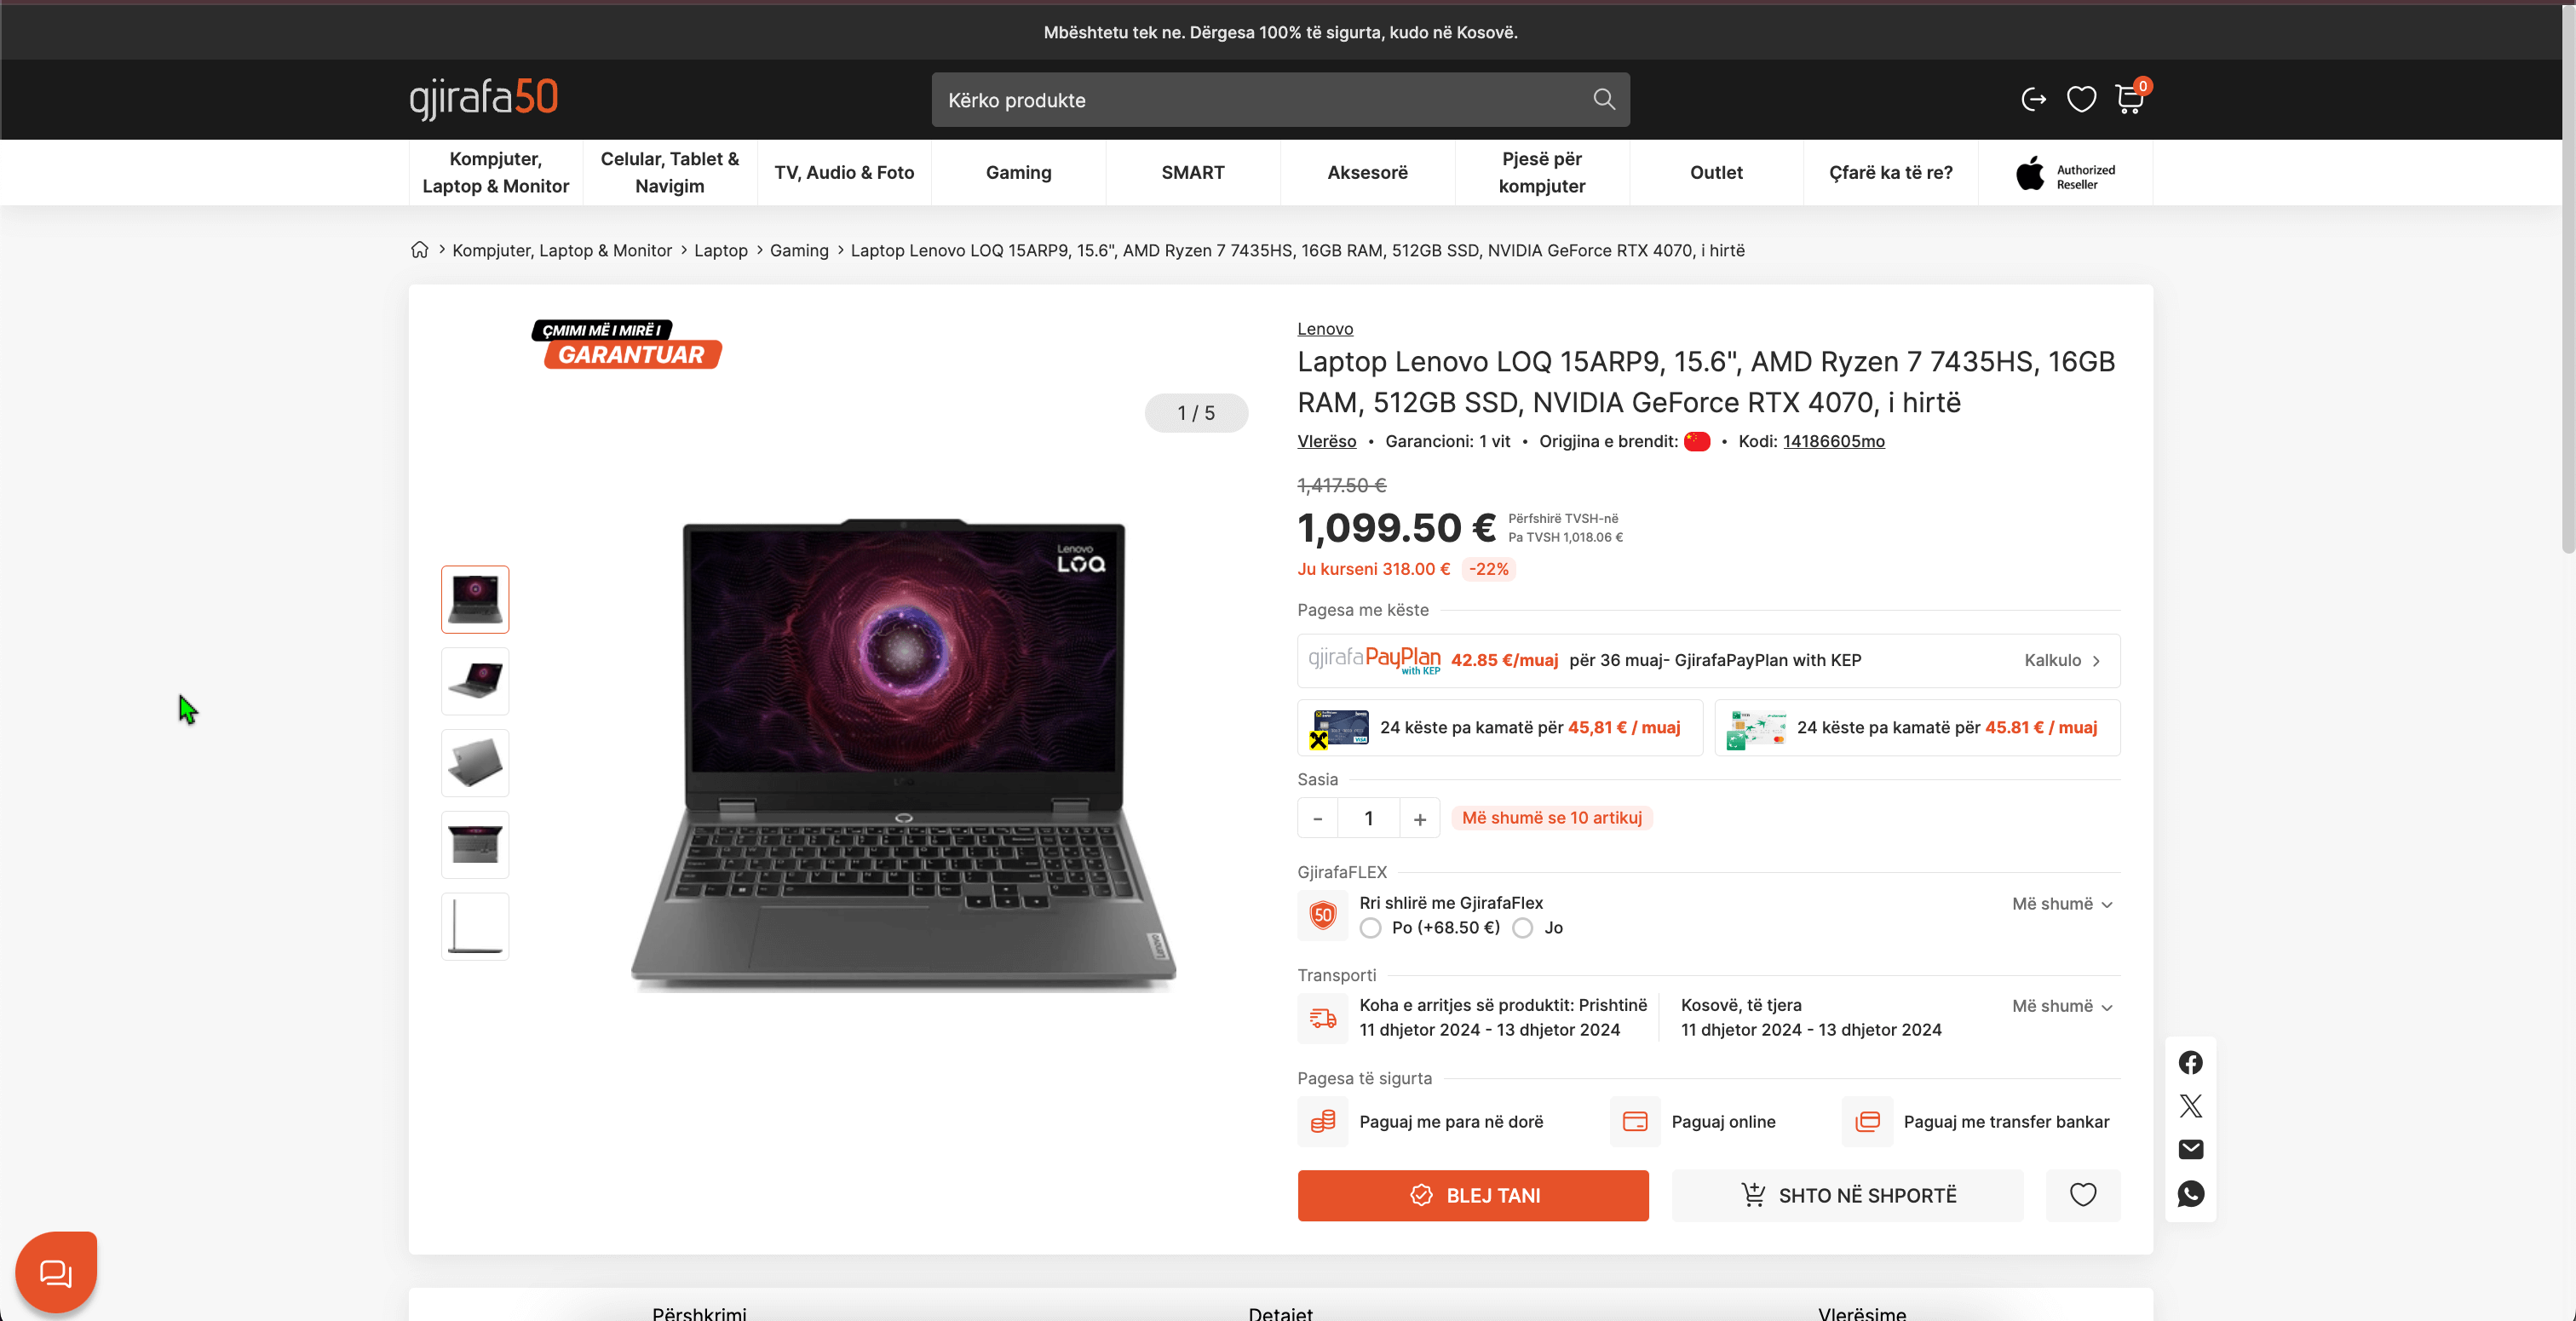 Mbështetu tek ne. Dërgesa 100% të sigurta, kudo në Kosovë.
gjirafa50
Kërko produkte
0
Kompjuter, Laptop & Monitor
Celular, Tablet & Navigim
TV, Audio & Foto
Gaming
SMART
Aksesorë
Pjesë për kompjuter
Outlet
Çfarë ka të re?
Authorized Reseller
Kompjuter, Laptop & Monitor > Laptop > Gaming > Laptop Lenovo LOQ 15ARP9, 15.6", AMD Ryzen 7 7435HS, 16GB RAM, 512GB SSD, NVIDIA GeForce RTX 4070, i hirtë
ÇMIMI MË I MIRË I
GARANTUAR
1 / 5
Lenovo
LOQ
Lenovo
Lenovo
Laptop Lenovo LOQ 15ARP9, 15.6", AMD Ryzen 7 7435HS, 16GB
RAM, 512GB SSD, NVIDIA GeForce RTX 4070, i hirtë
Vlerëso • Garancioni: 1 vit • Origjina e brendit: • Kodi: 14186605mo
1,417.50 €
1,099.50 €
Përfshirë TVSH-në
Pa TVSH 1,018.06 €
Ju kurseni 318.00 € -22%
Pagesa me këste
gjirafaPayPlan with KEP 42.85 €/muaj për 36 muaj- GjirafaPayPlan with KEP Kalkulo
24 këste pa kamatë për 45,81 € / muaj
24 këste pa kamatë për 45.81 € / muaj
Sasia
- 1 + Më shumë se 10 artikuj
GjirafaFLEX
50
Rri shlirë me GjirafaFlex
Po (+68.50 €) Jo
Më shumë
Transporti
Koha e arritjes së produktit: Prishtinë
11 dhjetor 2024 - 13 dhjetor 2024
Kosovë, të tjera
11 dhjetor 2024 - 13 dhjetor 2024
Më shumë
Pagesa të sigurta
Paguaj me para në dorë
Paguaj online
Paguaj me transfer bankar
BLEJ TANI
SHTO NË SHPORTË
Përshkrimi
Detajet
Vlerësime